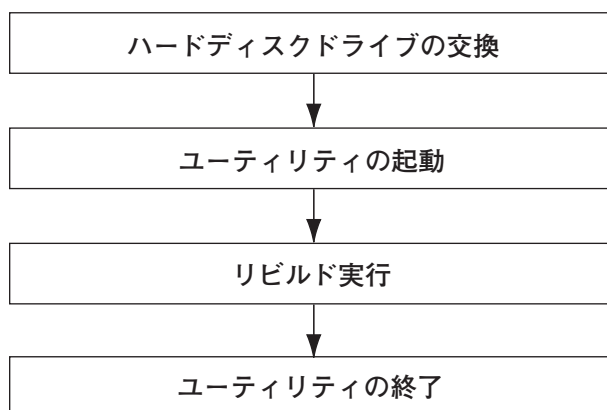 ハードディスクドライブの交換
ユーティリティの起動
リビルド実行
ユーティリティの終了